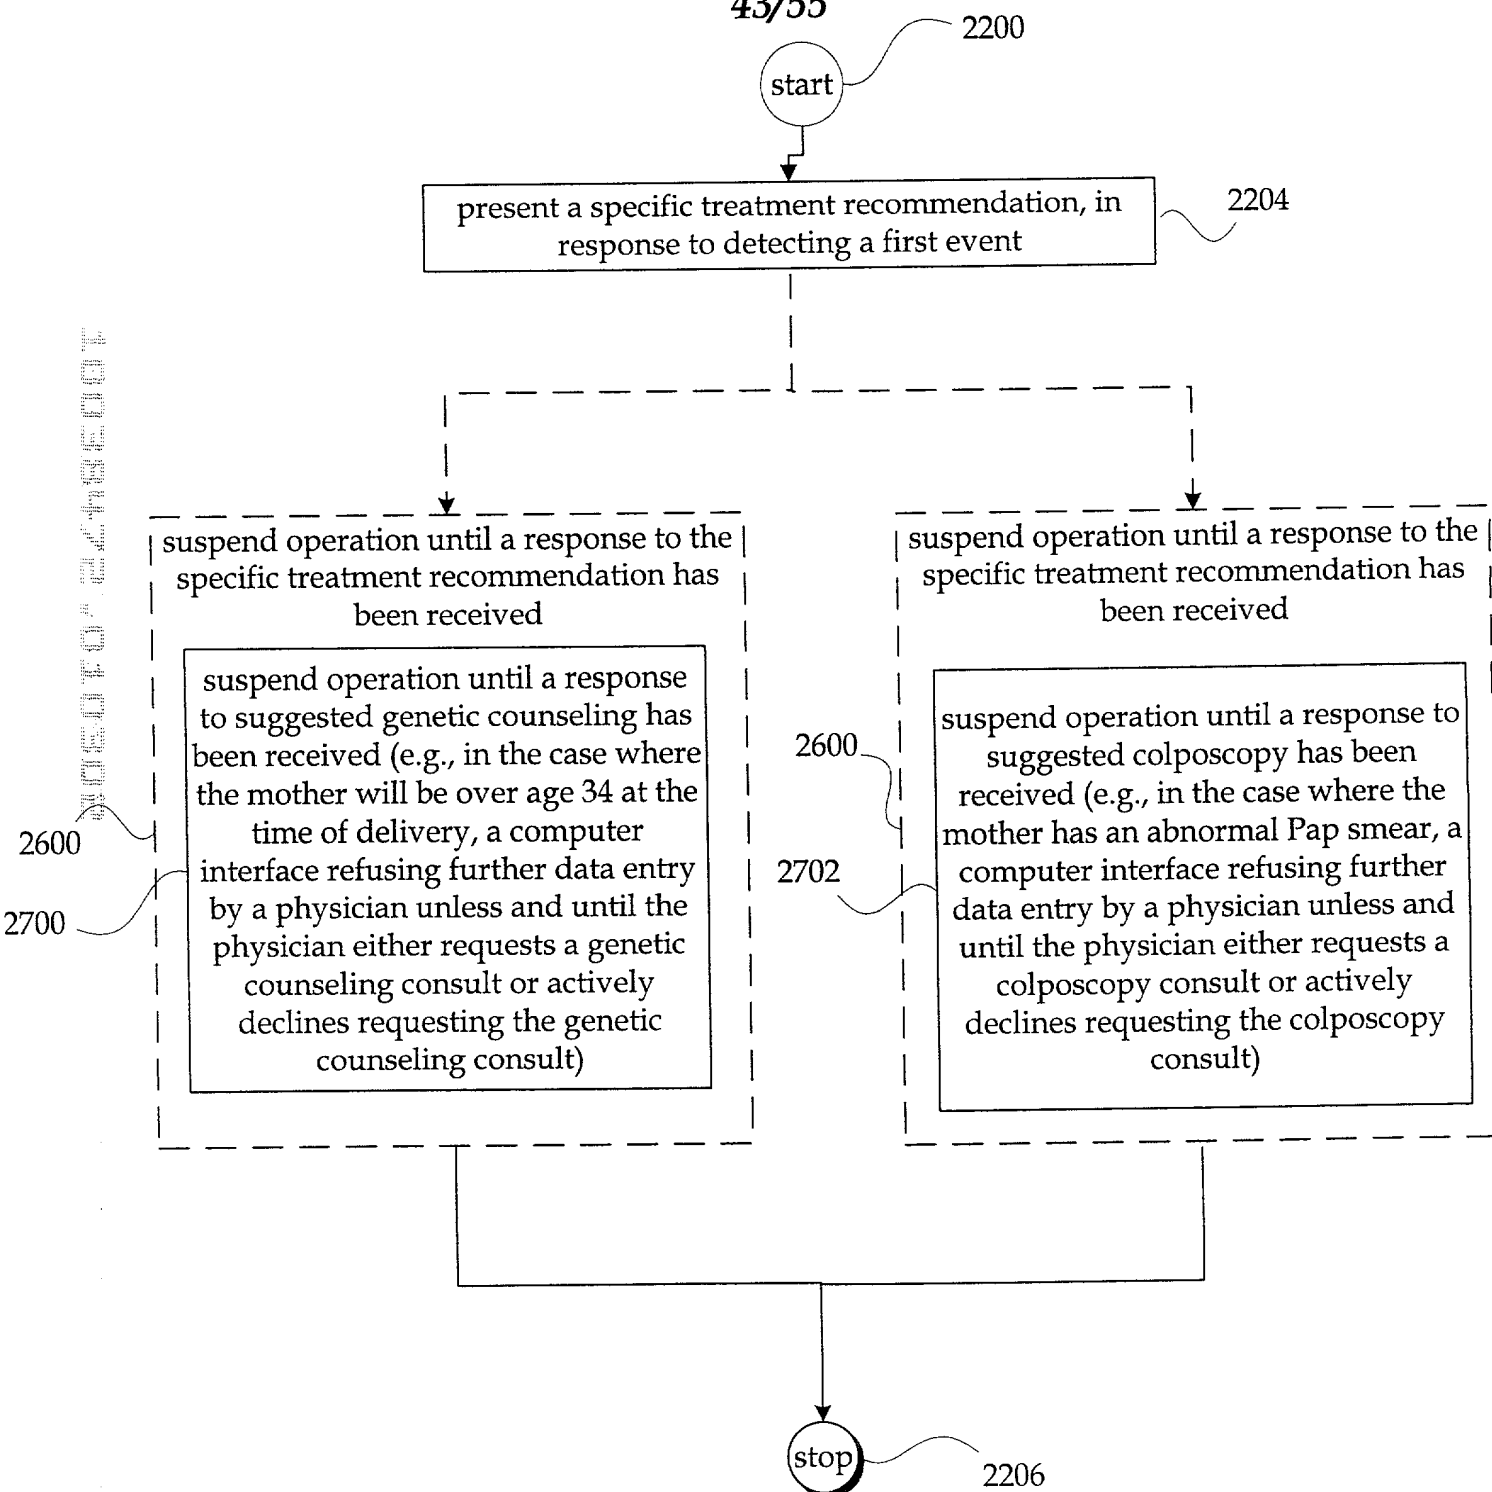 43/55
2200
start
present a specific treatment recommendation, in
response to detecting a first event
2204
suspend operation until a response to the
specific treatment recommendation has
been received
suspend operation until a response
to suggested genetic counseling has
been received (e.g., in the case where
the mother will be over age 34 at the
time of delivery, a computer
interface refusing further data entry
by a physician unless and until the
physician either requests a genetic
counseling consult or actively
declines requesting the genetic
counseling consult)
2600
2700
suspend operation until a response to the
specific treatment recommendation has
been received
suspend operation until a response to
suggested colposcopy has been
received (e.g., in the case where the
mother has an abnormal Pap smear, a
computer interface refusing further
data entry by a physician unless and
until the physician either requests a
colposcopy consult or actively
declines requesting the colposcopy
consult)
2600
2702
stop
2206